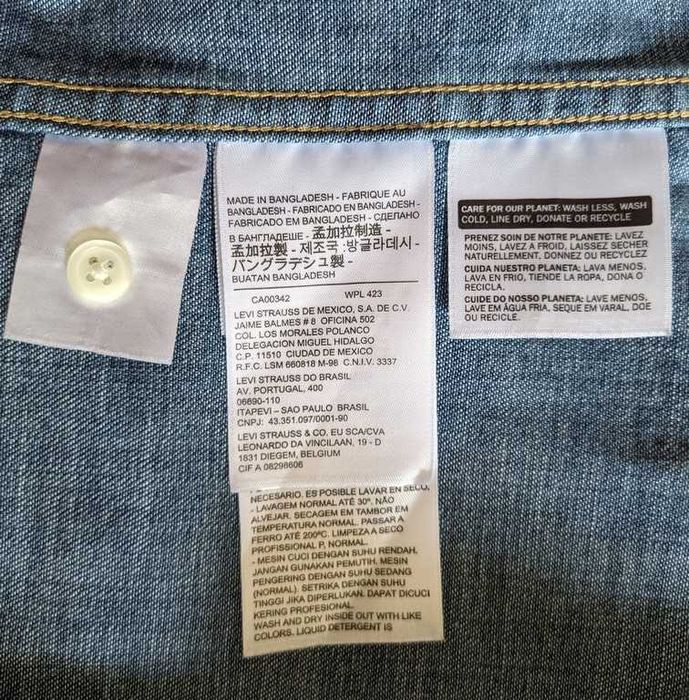 MADE IN BANGLADESH - FABRIQUE AU
BANGLADESH - FABRICADO EN BANGLADESH -
FABRICADO EM BANGLADESH - СДЕЛАНО
В БАНГЛАДЕШЕ - 孟加拉制造 -
孟加拉製 - 제조국 :방글라데시 -
バングラデシュ製 -
BUATAN BANGLADESH
CA00342 WPL 423
LEVI STRAUSS DE MEXICO, S.A. DE C.V.
JAIME BALMES # 8 OFICINA 502
COL. LOS MORALES POLANCO
DELEGACION MIGUEL HIDALGO
C.P. 11510 CIUDAD DE MEXICO
R.F.C. LSM 660818 M-98 C.N.I.V. 3337
LEVI STRAUSS DO BRASIL
AV. PORTUGAL, 400
06690-110
ITAPEVI – SAO PAULO BRASIL
CNPJ: 43.351.097/0001-90
LEVI STRAUSS & CO. EU SCA/CVA
LEONARDO DA VINCILAAN, 19 - D
1831 DIEGEM, BELGIUM
CIF A 08298606
NECESARIO. ES POSIBLE LAVAR EN SECO.
- LAVAGEM NORMAL ATÉ 30º. NÃO
ALVEJAR. SECAGEM EM TAMBOR EM
TEMPERATURA NORMAL. PASSAR A
FERRO ATÉ 200ºC. LIMPEZA A SECO
PROFISSIONAL P, NORMAL.
- MESIN CUCI DENGAN SUHU RENDAH.
JANGAN GUNAKAN PEMUTIH. MESIN
PENGERING DENGAN SUHU SEDANG
(NORMAL). SETRIKA DENGAN SUHU
TINGGI JIKA DIPERLUKAN. DAPAT DICUCI
KERING PROFESIONAL.
WASH AND DRY INSIDE OUT WITH LIKE
COLORS. LIQUID DETERGENT IS
CARE FOR OUR PLANET: WASH LESS, WASH
COLD, LINE DRY, DONATE OR RECYCLE
PRENEZ SOIN DE NOTRE PLANETE: LAVEZ
MOINS, LAVEZ A FROID, LAISSEZ SECHER
NATURELLEMENT. DONNEZ OU RECYCLEZ
CUIDA NUESTRO PLANETA: LAVA MENOS,
LAVA EN FRIO, TIENDE LA ROPA, DONA O
RECICLA.
CUIDE DO NOSSO PLANETA: LAVE MENOS,
LAVE EM ÁGUA FRIA, SEQUE EM VARAL, DOE
OU RECICLE.